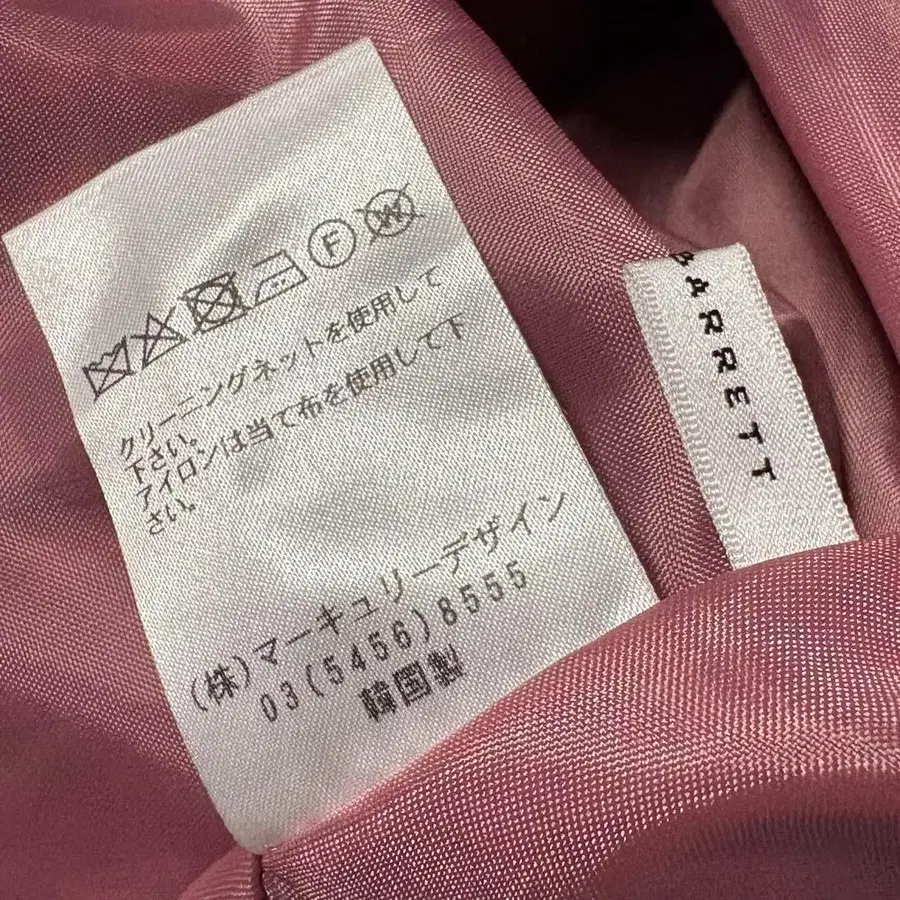 F W
クリーニングネットを使用して
下さい。
アイロンは当て布を使用して下
さい。
(株)マーキュリーデザイン
03(5456)8555
韓国製
BARRETT